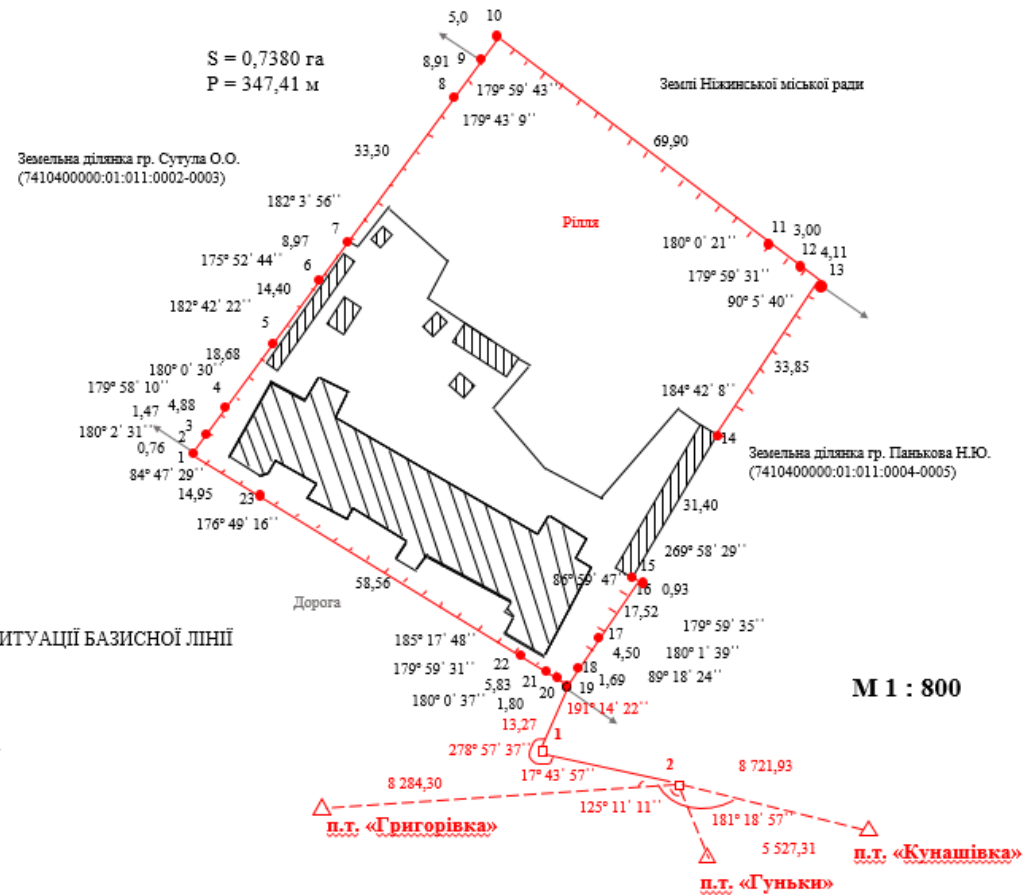 5,0 10
S = 0,7380 га
P = 347,41 м
8,91 9
8
179° 59' 43''
179° 43' 9''
Землі Ніжинської міської ради
69,90
33,30
Земельна ділянка гр. Сутула О.О.
(7410400000:01:011:0002-0003)
182° 3' 56''
7
8,97
Рілля
11 3,00
180° 0' 21''
12 4,11
13
175° 52' 44''
6
14,40
179° 59' 31''
90° 5' 40''
182° 42' 22''
5
18,68
33,85
180° 0' 30''
179° 58' 10''
4
4,88
1,47
3
184° 42' 8''
180° 2' 31''
2
0,76
1
14
84° 47' 29''
14,95
23
176° 49' 16''
Земельна ділянка гр. Панькова Н.Ю.
(7410400000:01:011:0004-0005)
31,40
269° 58' 29''
15
86° 59' 47''
16 0,93
58,56
Дорога
17,52
179° 59' 35''
ИТУАЦІЇ БАЗИСНОЇ ЛІНІЇ
17
185° 17' 48''
4,50
180° 1' 39''
22
179° 59' 31''
21
18
1,69
89° 18' 24''
5,83
20
19
180° 0' 37''
1,80
191° 14' 22''
М 1 : 800
13,27
1
278° 57' 37''
17° 43' 57''
2
8 721,93
8 284,30
125° 11' 11''
181° 18' 57''
п.т. «Григорівка»
5 527,31
п.т. «Кунашівка»
п.т. «Гуньки»